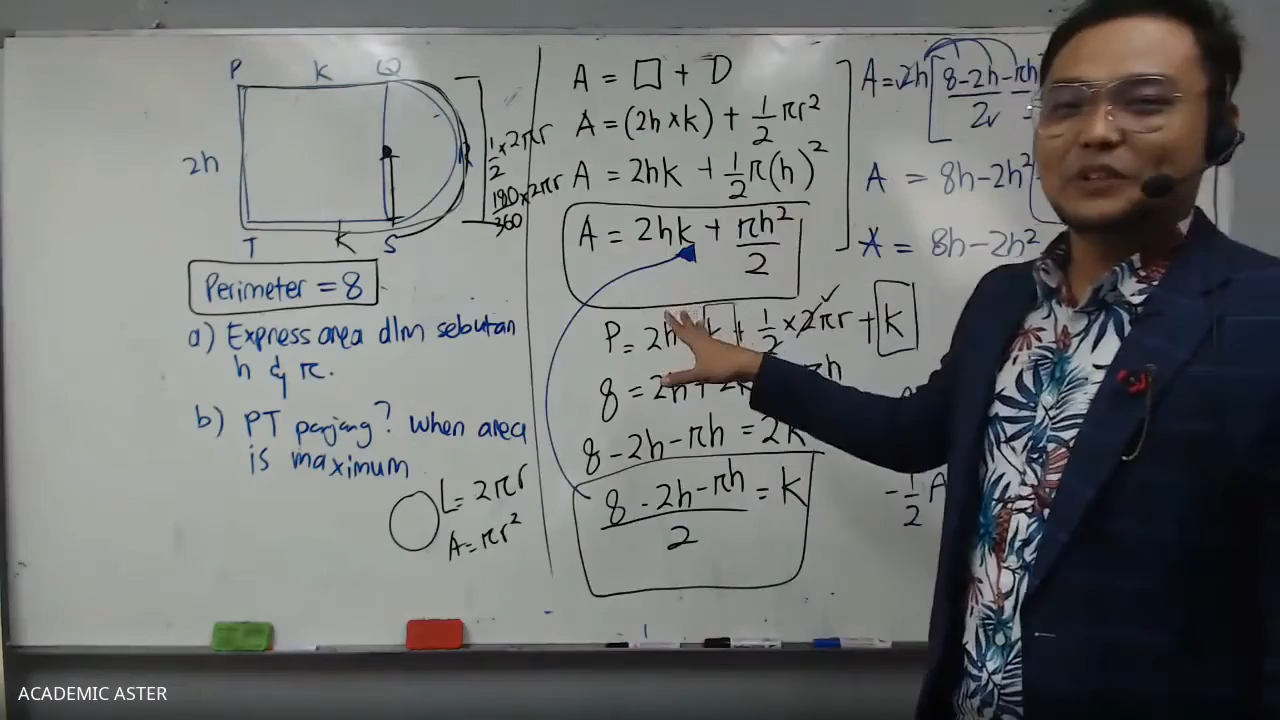 P K Q
2h
T K S
1/2 × 2πr
180/360 × 2πr
Perimeter = 8
a) Express area dlm sebutan
h & π.
b) PT panjang? When area
is maximum
L = 2πr
A = πr²
A = □ + D
A = (2h × k) + 1/2 πr²
A = 2hk + 1/2 π(h)²
A = 2hk + πh²/2
P = 2h + 1/2 × 2πr + k
8 = 2h + 2k
8 - 2h - πh = 2k
(8 - 2h - πh)/2 = k
A = 2h[(8 - 2h - πh
A = 8h - 2h²
A = 8h - 2h²
-1/2 A
ACADEMIC ASTER